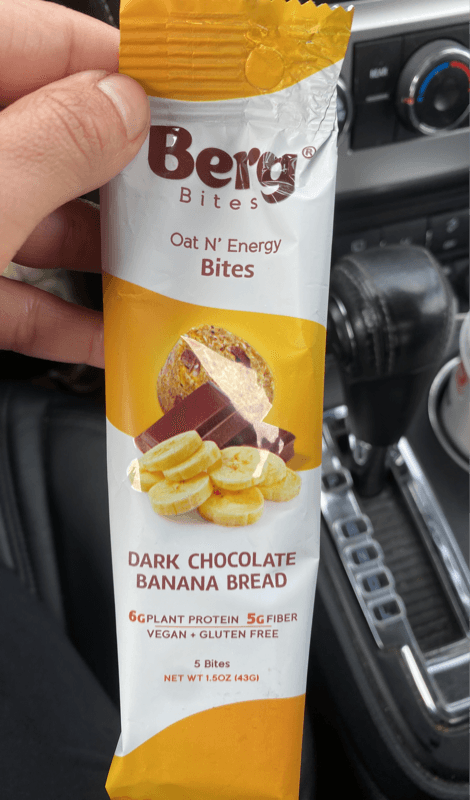 Berg®
Bites
Oat N' Energy
Bites
DARK CHOCOLATE
BANANA BREAD
6G PLANT PROTEIN 5G FIBER
VEGAN + GLUTEN FREE
5 Bites
NET WT 1.5OZ (43G)
REAR